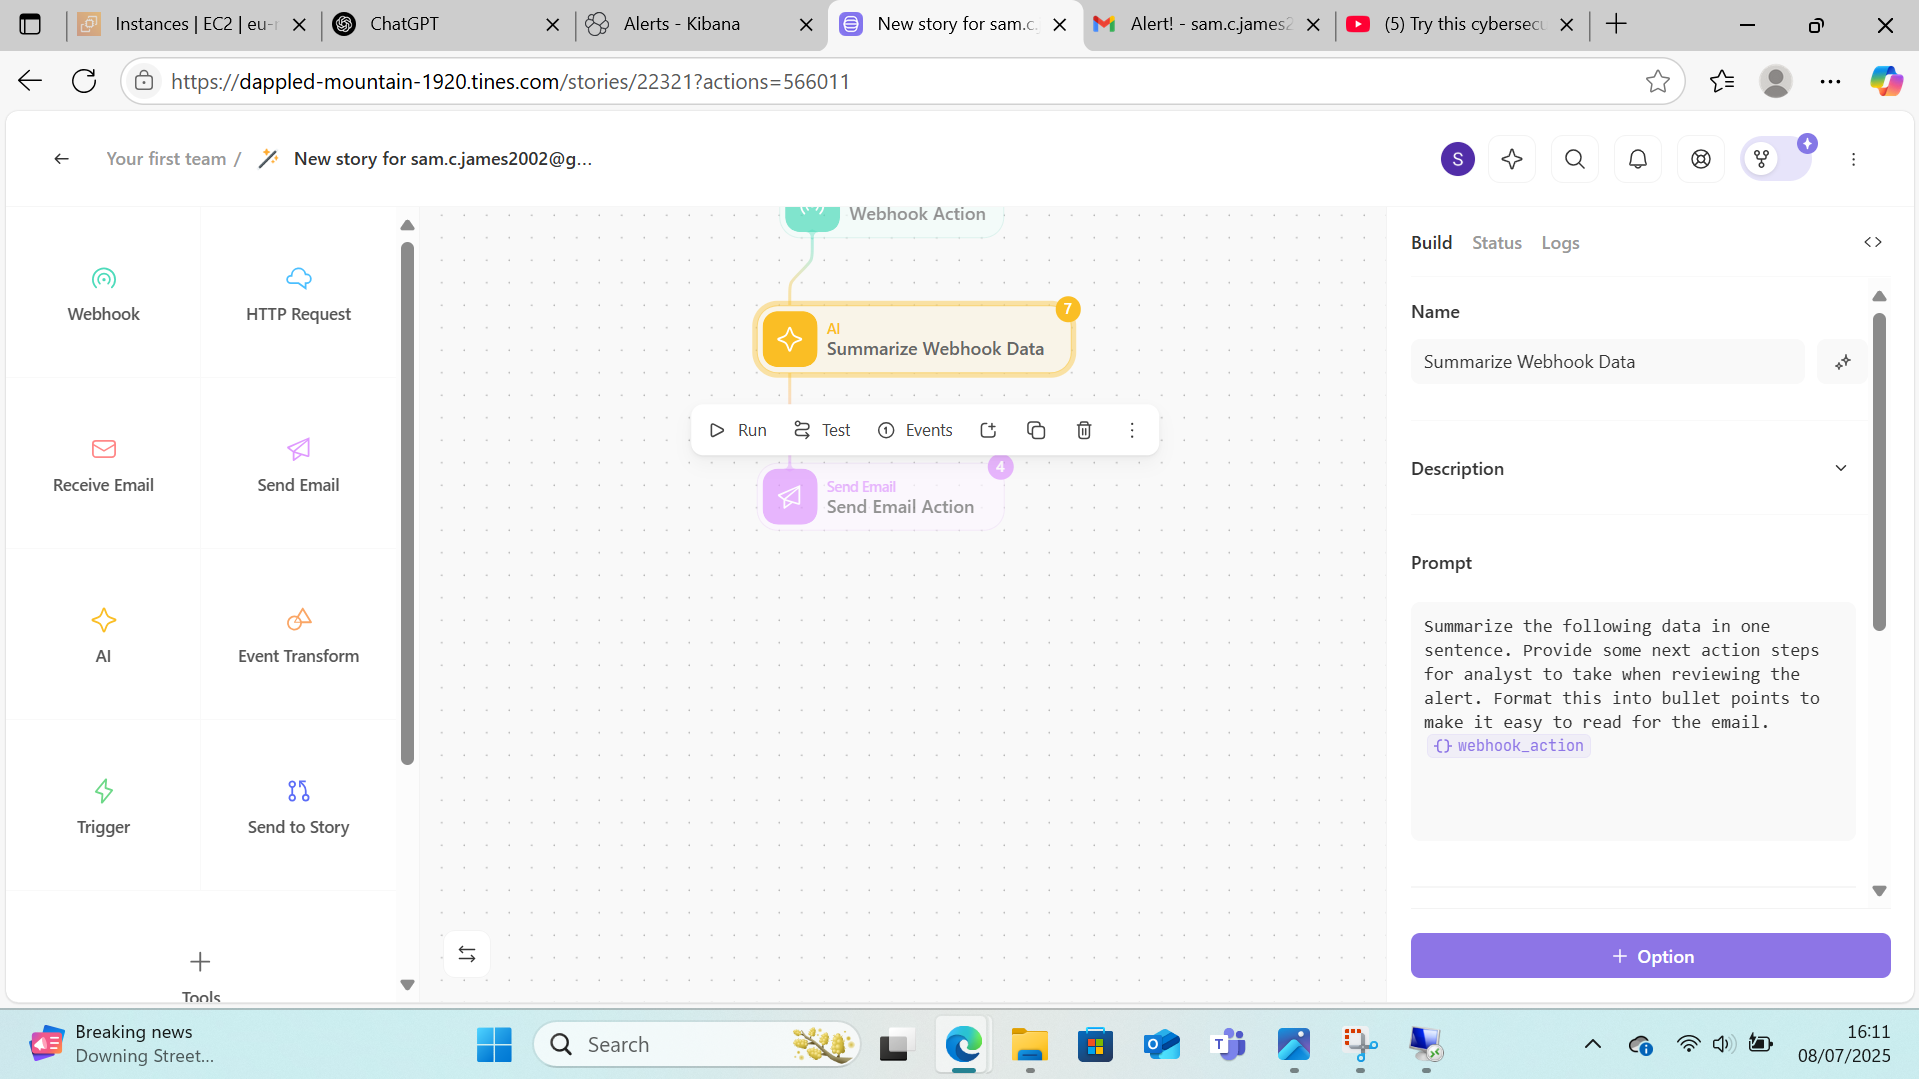 Instances | EC2 | eu-
ChatGPT
Alerts - Kibana
New story for sam.c.
Alert! - sam.c.james2
(5) Try this cybersecu
https://dappled-mountain-1920.tines.com/stories/22321?actions=566011
Your first team /
New story for sam.c.james2002@g...
S
Webhook
HTTP Request
Receive Email
Send Email
AI
Event Transform
Trigger
Send to Story
Tools
Webhook Action
7
AI
Summarize Webhook Data
Run
Test
1
Events
4
Send Email
Send Email Action
Build
Status
Logs
Name
Summarize Webhook Data
Description
Prompt
Summarize the following data in one
sentence. Provide some next action steps
for analyst to take when reviewing the
alert. Format this into bullet points to
make it easy to read for the email.
{} webhook_action
+ Option
Breaking news
Downing Street...
Search
16:11
08/07/2025